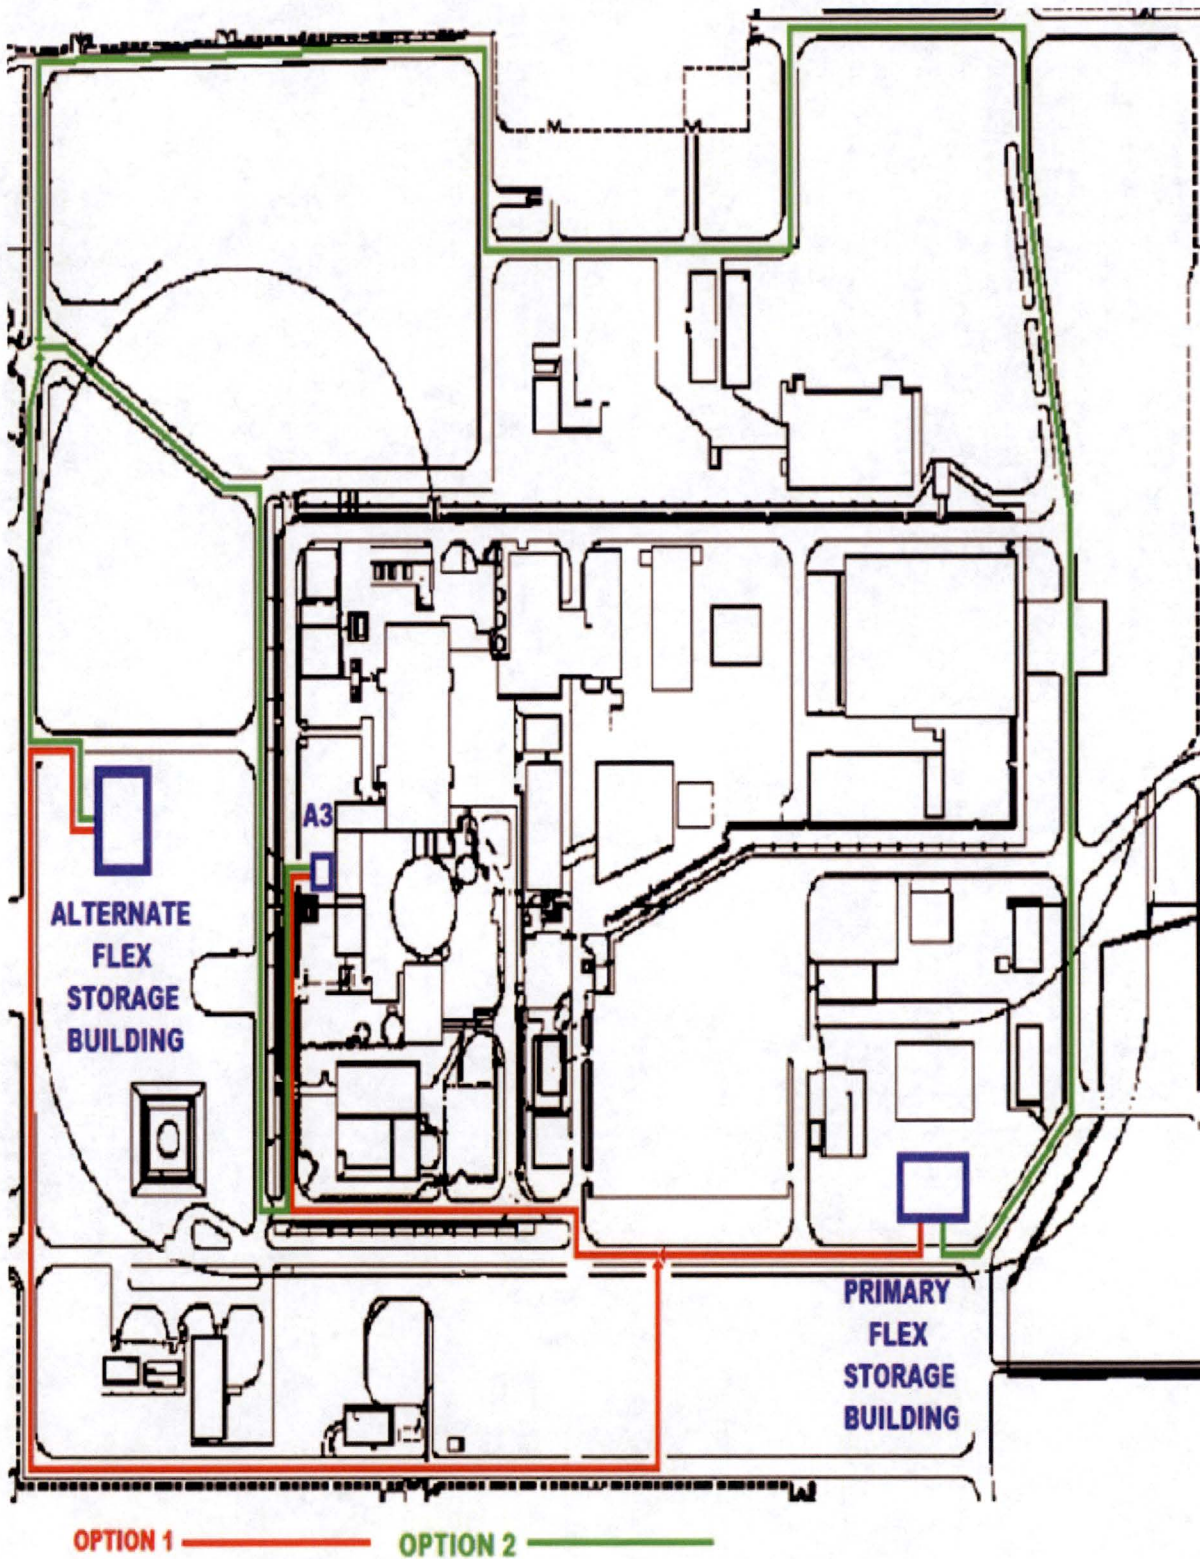 A3
ALTERNATE
FLEX
STORAGE
BUILDING
PRIMARY
FLEX
STORAGE
BUILDING
OPTION 1
OPTION 2